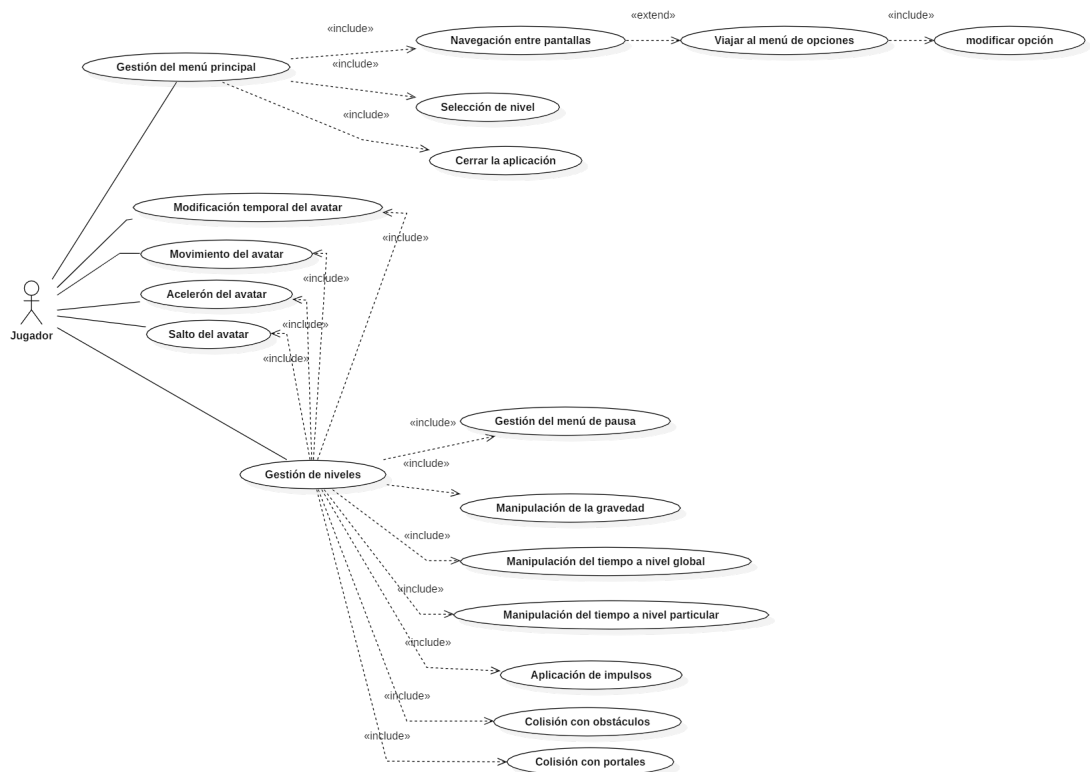 «include»
«extend»
«include»
Navegación entre pantallas
Viajar al menú de opciones
modificar opción
Gestión del menú principal
«include»
Selección de nivel
«include»
Cerrar la aplicación
Modificación temporal del avatar
«include»
Movimiento del avatar
«include»
Acelerón del avatar
«include»
Salto del avatar
Jugador
«include»
Gestión del menú de pausa
«include»
«include»
Gestión de niveles
Manipulación de la gravedad
«include»
Manipulación del tiempo a nivel global
«include»
Manipulación del tiempo a nivel particular
«include»
Aplicación de impulsos
«include»
Colisión con obstáculos
«include»
Colisión con portales